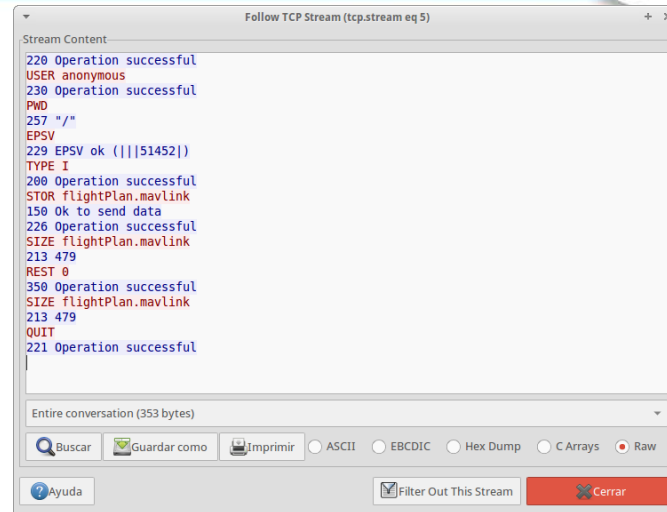 Follow TCP Stream (tcp.stream eq 5)
Stream Content
220 Operation successful
USER anonymous
230 Operation successful
PWD
257 "/"
EPSV
229 EPSV ok (|||51452|)
TYPE I
200 Operation successful
STOR flightPlan.mavlink
150 Ok to send data
226 Operation successful
SIZE flightPlan.mavlink
213 479
REST 0
350 Operation successful
SIZE flightPlan.mavlink
213 479
QUIT
221 Operation successful
Entire conversation (353 bytes)
Buscar Guardar como Imprimir ASCII EBCDIC Hex Dump C Arrays Raw
Ayuda Filter Out This Stream Cerrar